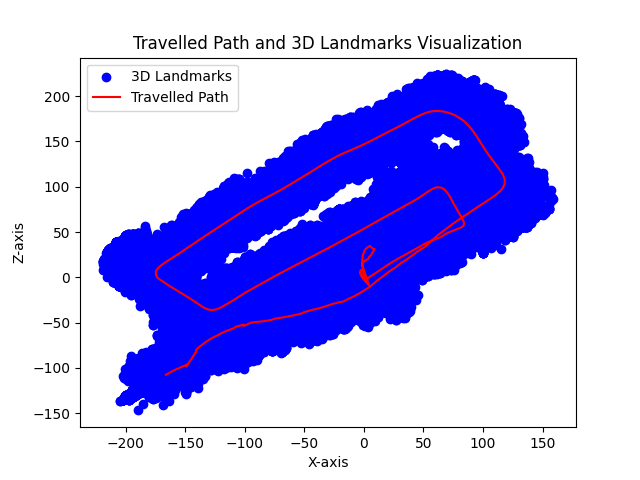 Travelled Path and 3D Landmarks Visualization
3D Landmarks
Travelled Path
Z-axis
200
150
100
50
0
−50
−100
−150
−200 −150 −100 −50 0 50 100 150
X-axis